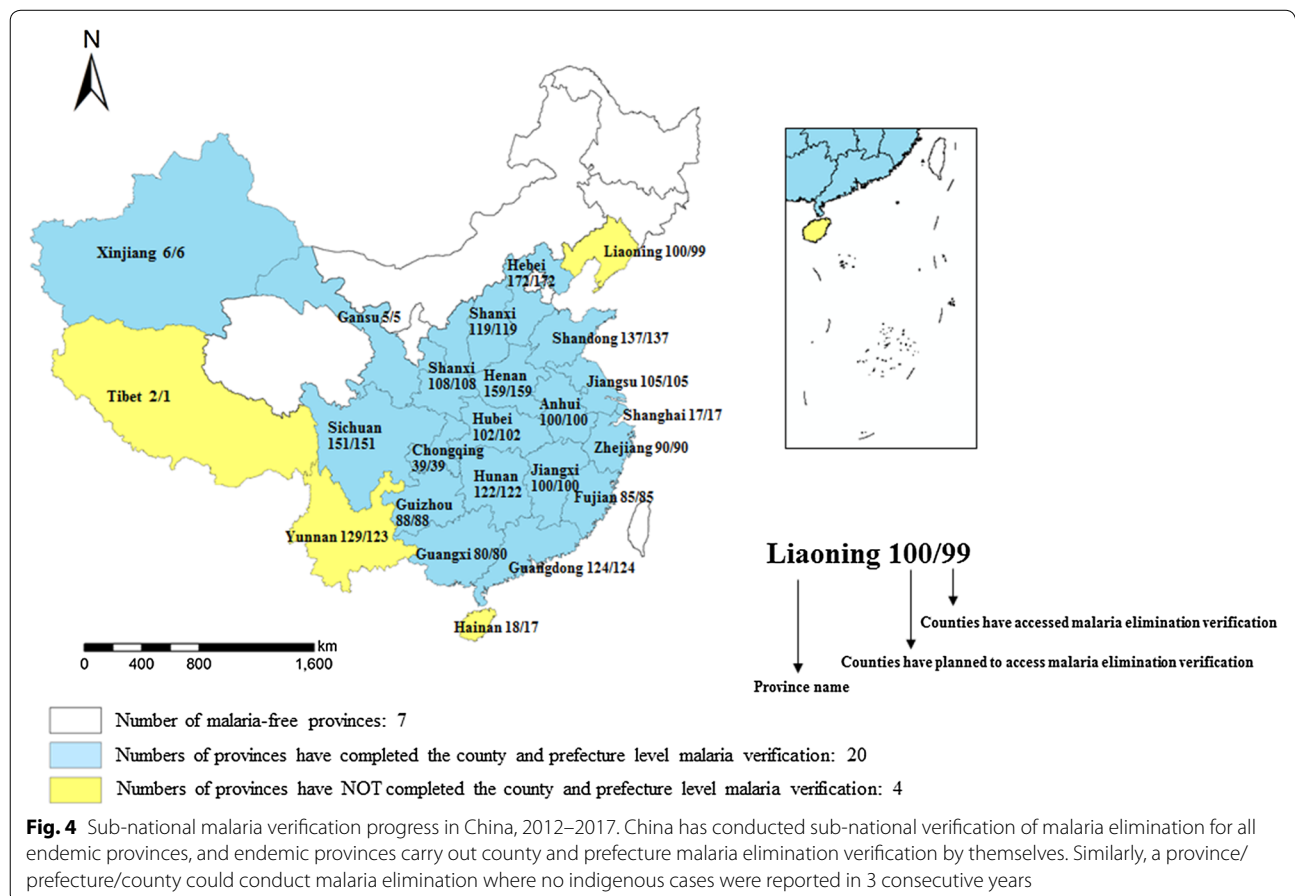 N
Xinjiang 6/6
Liaoning 100/99
Hebei
172/172
Gansu 5/5
Shanxi
119/119
Shandong 137/137
Shanxi
108/108
Henan
159/159
Jiangsu 105/105
Tibet 2/1
Anhui
100/100
Shanghai 17/17
Sichuan
151/151
Hubei
102/102
Chongqing
39/39
Zhejiang 90/90
Hunan
122/122
Jiangxi
100/100
Fujian 85/85
Guizhou
88/88
Yunnan 129/123
Guangxi 80/80
Guangdong 124/124
Hainan 18/17
km
0 400 800 1,600
Liaoning 100/99
Counties have accessed malaria elimination verification
Counties have planned to access malaria elimination verification
Province name
Number of malaria-free provinces: 7
Numbers of provinces have completed the county and prefecture level malaria verification: 20
Numbers of provinces have NOT completed the county and prefecture level malaria verification: 4
Fig. 4 Sub-national malaria verification progress in China, 2012–2017. China has conducted sub-national verification of malaria elimination for all
endemic provinces, and endemic provinces carry out county and prefecture malaria elimination verification by themselves. Similarly, a province/
prefecture/county could conduct malaria elimination where no indigenous cases were reported in 3 consecutive years